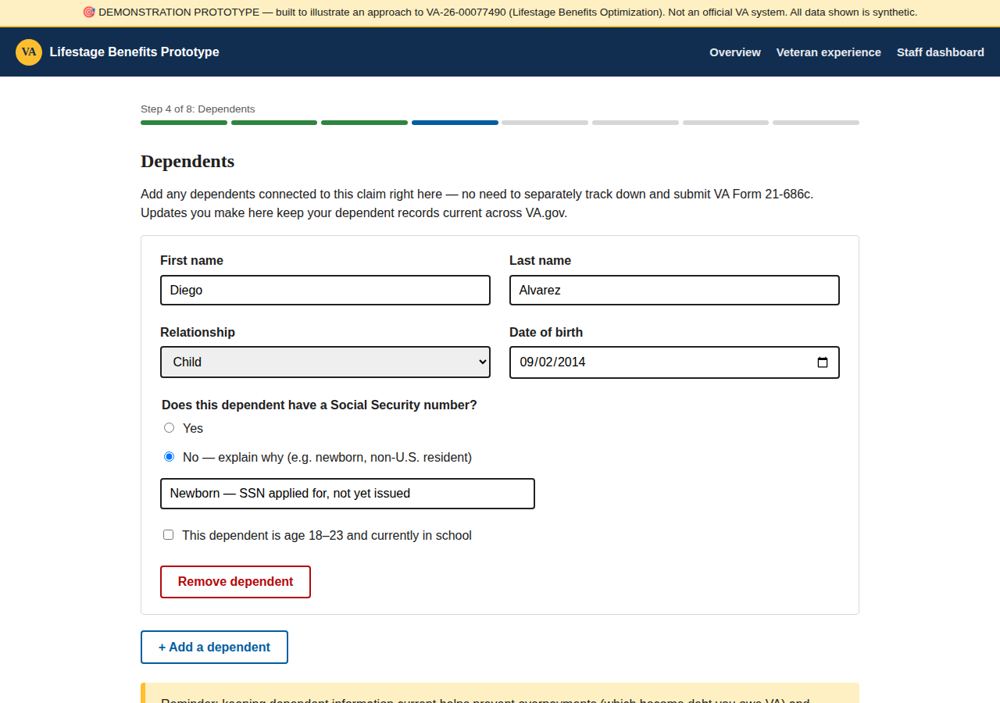 🎯 DEMONSTRATION PROTOTYPE — built to illustrate an approach to VA-26-00077490 (Lifestage Benefits Optimization). Not an official VA system. All data shown is synthetic.
VA Lifestage Benefits Prototype Overview Veteran experience Staff dashboard
Step 4 of 8: Dependents
Dependents
Add any dependents connected to this claim right here — no need to separately track down and submit VA Form 21-686c.
Updates you make here keep your dependent records current across VA.gov.
First name Last name
Diego Alvarez
Relationship Date of birth
Child 09/02/2014
Does this dependent have a Social Security number?
Yes
No — explain why (e.g. newborn, non-U.S. resident)
Newborn — SSN applied for, not yet issued
This dependent is age 18–23 and currently in school
Remove dependent
+ Add a dependent
Reminder: keeping dependent information current helps prevent overpayments (which become debt you owe VA) and